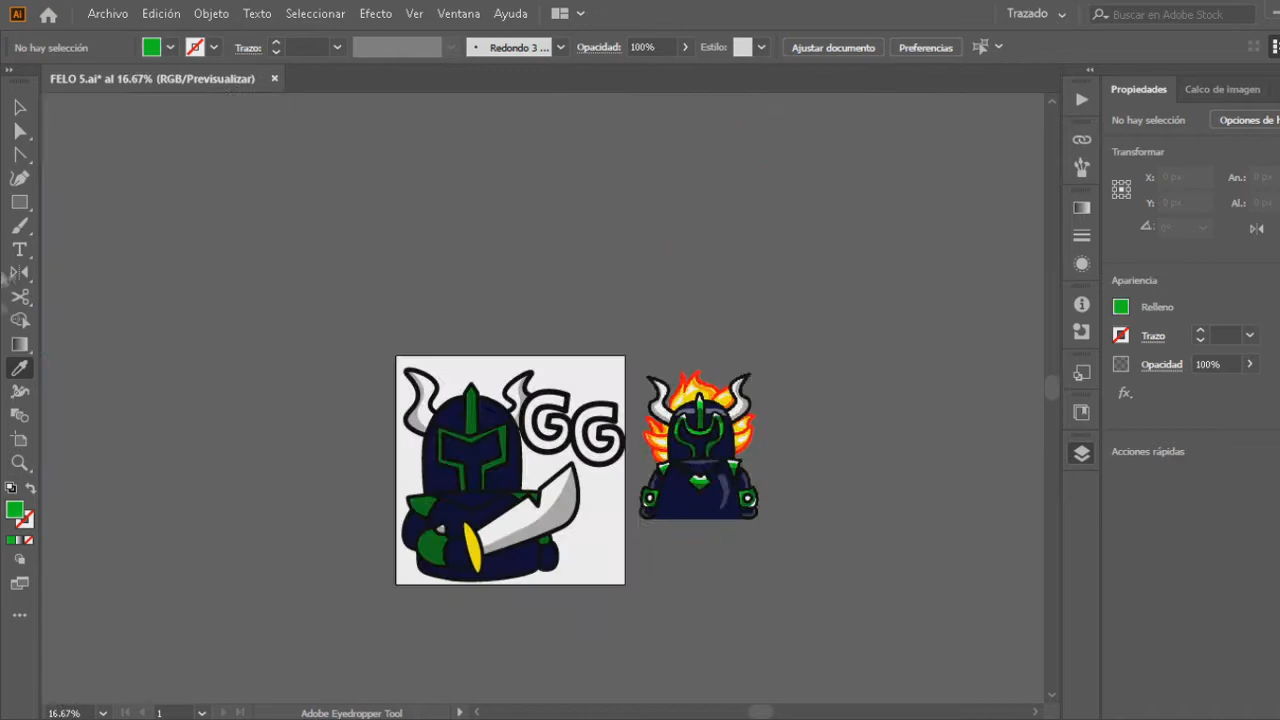 Ai Archivo Edición Objeto Texto Seleccionar Efecto Ver Ventana Ayuda Trazado Buscar en Adobe Stock
No hay selección Trazo: Redondo 3 ... Opacidad: 100% Estilo: Ajustar documento Preferencias
FELO 5.ai* al 16.67% (RGB/Previsualizar) ×
Propiedades Calco de imagen
No hay selección Opciones de h
Transformar
X: 0 px An.: 0 px
Y: 0 px Al.: 0 px
0°
Apariencia
Relleno
Trazo
Opacidad 100%
fx.
Acciones rápidas
GG
16.67% 1 Adobe Eyedropper Tool